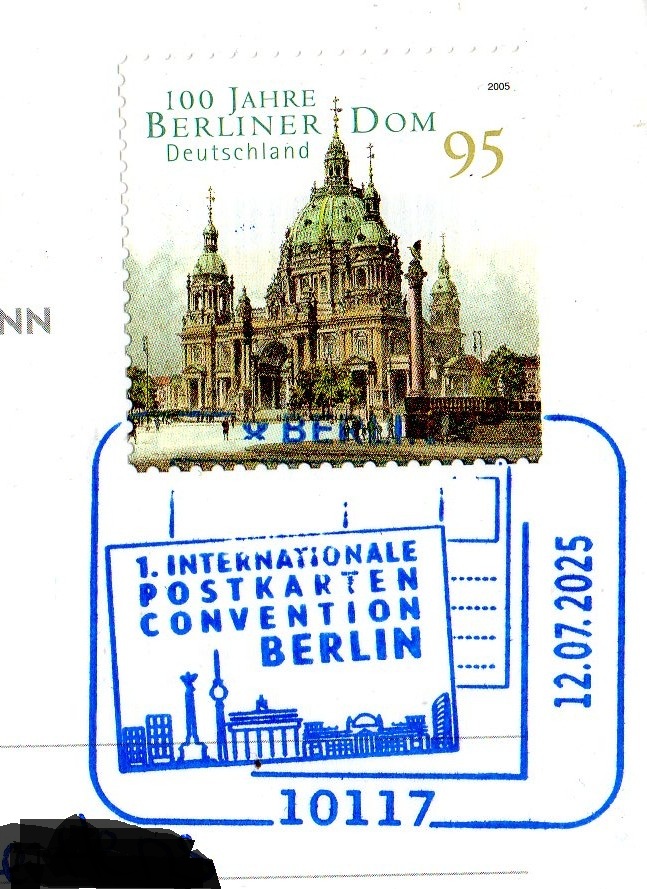 2005
100 JAHRE
BERLINER DOM
Deutschland
95
NN
BERLIN
1. INTERNATIONALE
POSTKARTEN
CONVENTION
BERLIN
12.07.2025
10117